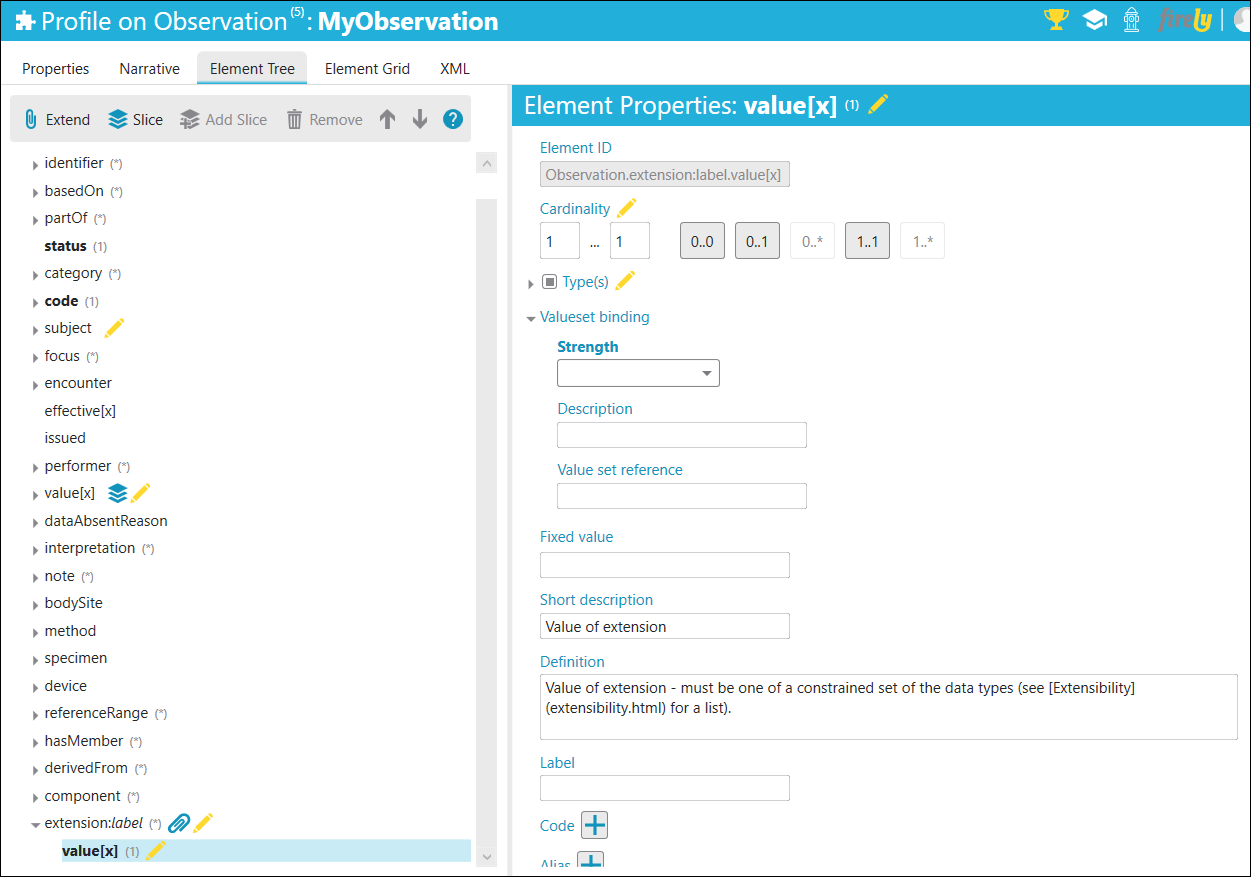 Profile on Observation (5) : MyObservation
firely
Properties Narrative Element Tree Element Grid XML
Extend Slice Add Slice Remove ?
identifier (*)
basedOn (*)
partOf (*)
status (1)
category (*)
code (1)
subject
focus (*)
encounter
effective[x]
issued
performer (*)
value[x]
dataAbsentReason
interpretation (*)
note (*)
bodySite
method
specimen
device
referenceRange (*)
hasMember (*)
derivedFrom (*)
component (*)
extension:label (*)
value[x] (1)
Element Properties: value[x] (1)
Element ID
Observation.extension:label.value[x]
Cardinality
1 ... 1 0..0 0..1 0..* 1..1 1..*
Type(s)
Valueset binding
Strength
Description
Value set reference
Fixed value
Short description
Value of extension
Definition
Value of extension - must be one of a constrained set of the data types (see [Extensibility]
(extensibility.html) for a list).
Label
Code
Alias